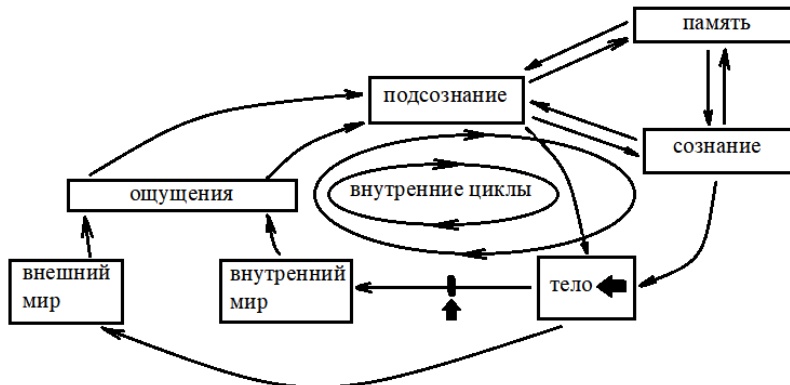 память
подсознание
сознание
ощущения
внутренние циклы
внешний
мир
внутренний
мир
тело